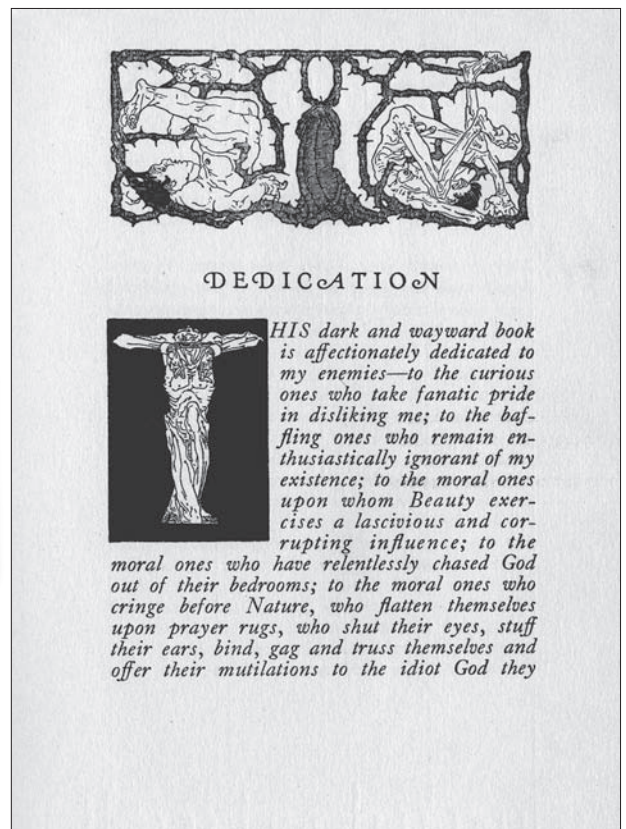 DEDICATION
THIS dark and wayward book
is affectionately dedicated to
my enemies—to the curious
ones who take fanatic pride
in disliking me; to the baf-
fling ones who remain en-
thusiastically ignorant of my
existence; to the moral ones
upon whom Beauty exer-
cises a lascivious and cor-
rupting influence; to the
moral ones who have relentlessly chased God
out of their bedrooms; to the moral ones who
cringe before Nature, who flatten themselves
upon prayer rugs, who shut their eyes, stuff
their ears, bind, gag and truss themselves and
offer their mutilations to the idiot God they